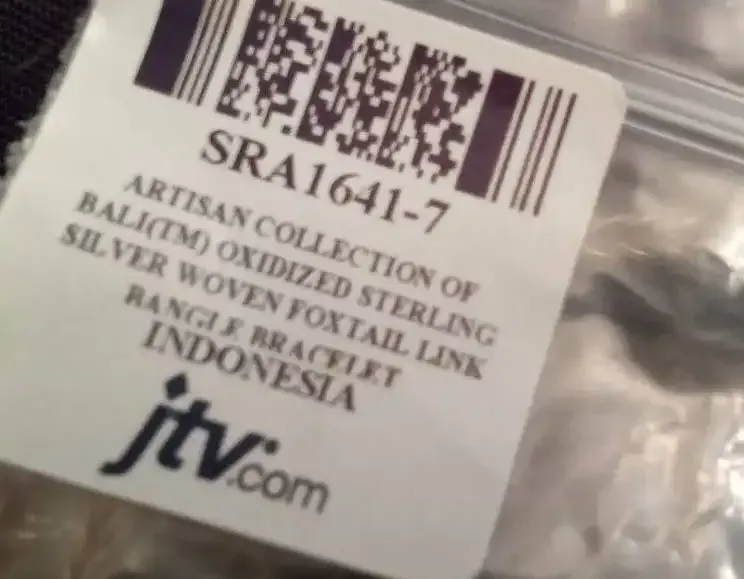 SRA1641-7
ARTISAN COLLECTION OF
BALI(TM) OXIDIZED STERLING
SILVER WOVEN FOXTAIL LINK
BANGLE BRACELET
INDONESIA
jtv.com